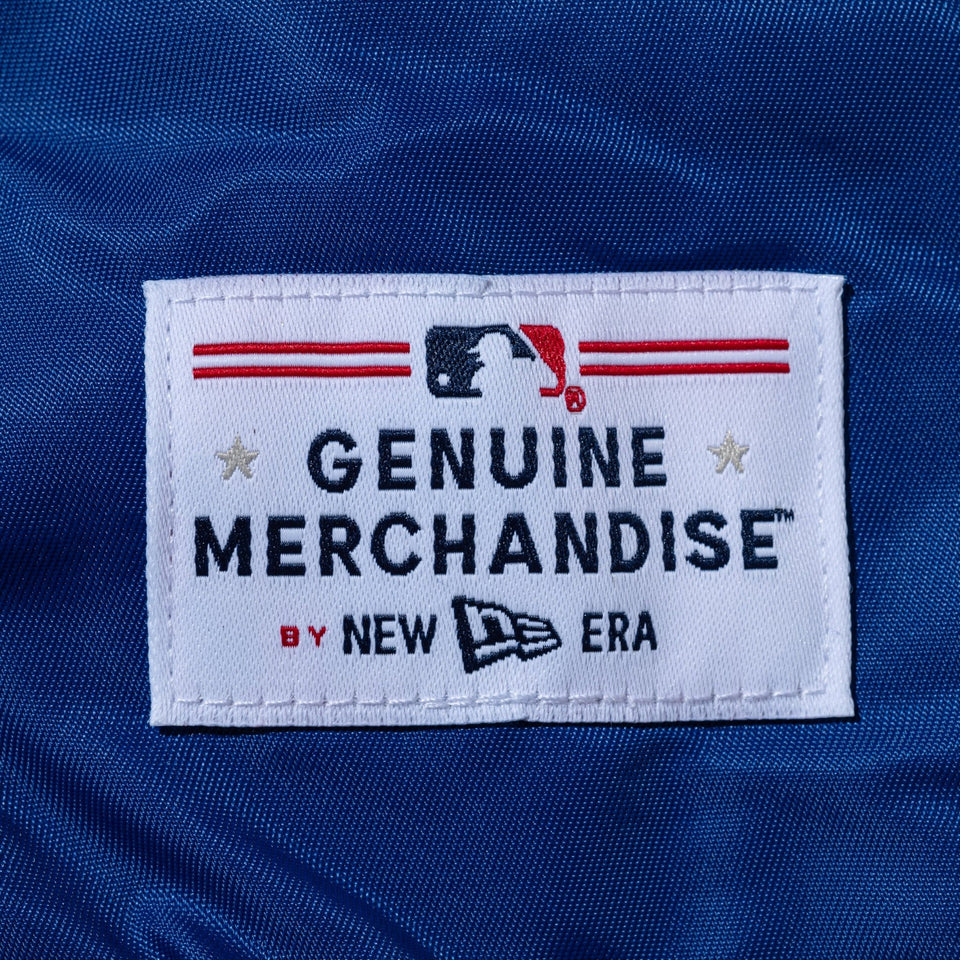 GENUINE
MERCHANDISE™
BY NEW ERA